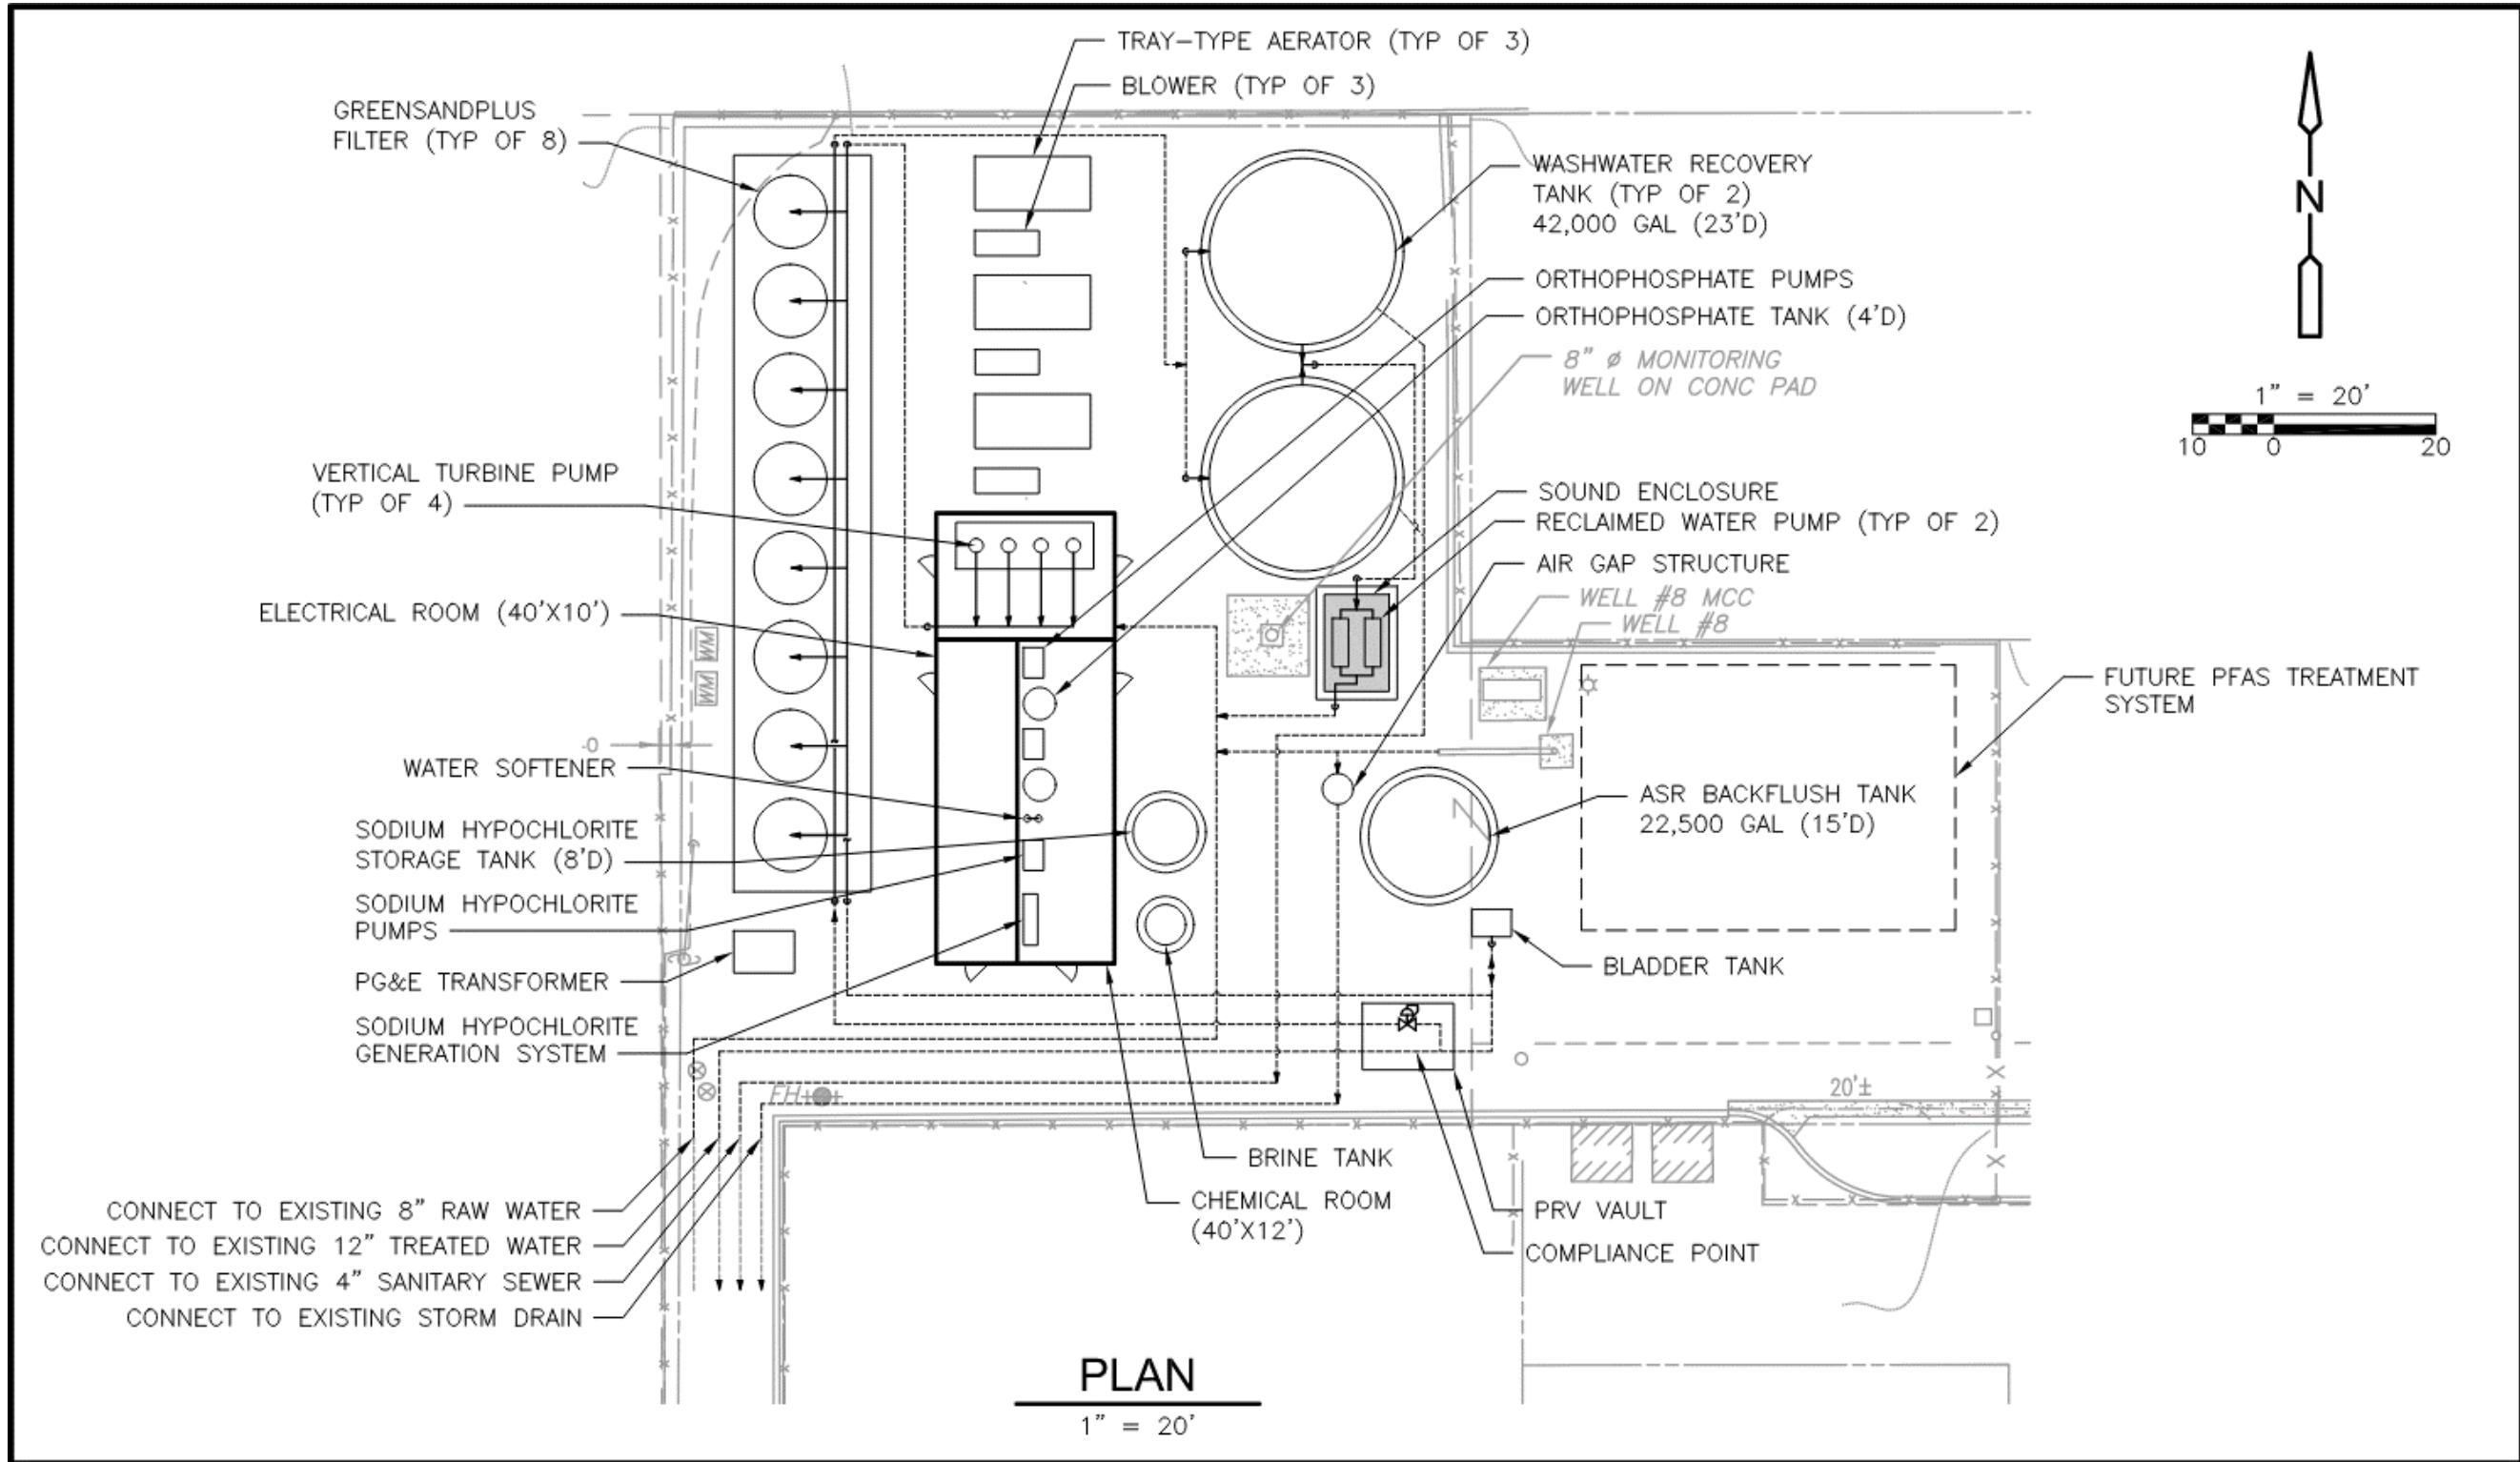 TRAY-TYPE AERATOR (TYP OF 3)
BLOWER (TYP OF 3)
GREENSANDPLUS
FILTER (TYP OF 8)
WASHWATER RECOVERY
TANK (TYP OF 2)
42,000 GAL (23'D)
N
ORTHOPHOSPHATE PUMPS
ORTHOPHOSPHATE TANK (4'D)
8" ø MONITORING
WELL ON CONC PAD
1" = 20'
10 0 20
VERTICAL TURBINE PUMP
(TYP OF 4)
SOUND ENCLOSURE
RECLAIMED WATER PUMP (TYP OF 2)
AIR GAP STRUCTURE
WELL #8 MCC
WELL #8
ELECTRICAL ROOM (40'X10')
WM
WM
FUTURE PFAS TREATMENT
SYSTEM
WATER SOFTENER
ASR BACKFLUSH TANK
22,500 GAL (15'D)
SODIUM HYPOCHLORITE
STORAGE TANK (8'D)
SODIUM HYPOCHLORITE
PUMPS
BLADDER TANK
PG&E TRANSFORMER
SODIUM HYPOCHLORITE
GENERATION SYSTEM
FH
20'±
BRINE TANK
CHEMICAL ROOM
(40'X12')
PRV VAULT
COMPLIANCE POINT
CONNECT TO EXISTING 8" RAW WATER
CONNECT TO EXISTING 12" TREATED WATER
CONNECT TO EXISTING 4" SANITARY SEWER
CONNECT TO EXISTING STORM DRAIN
PLAN
1" = 20'